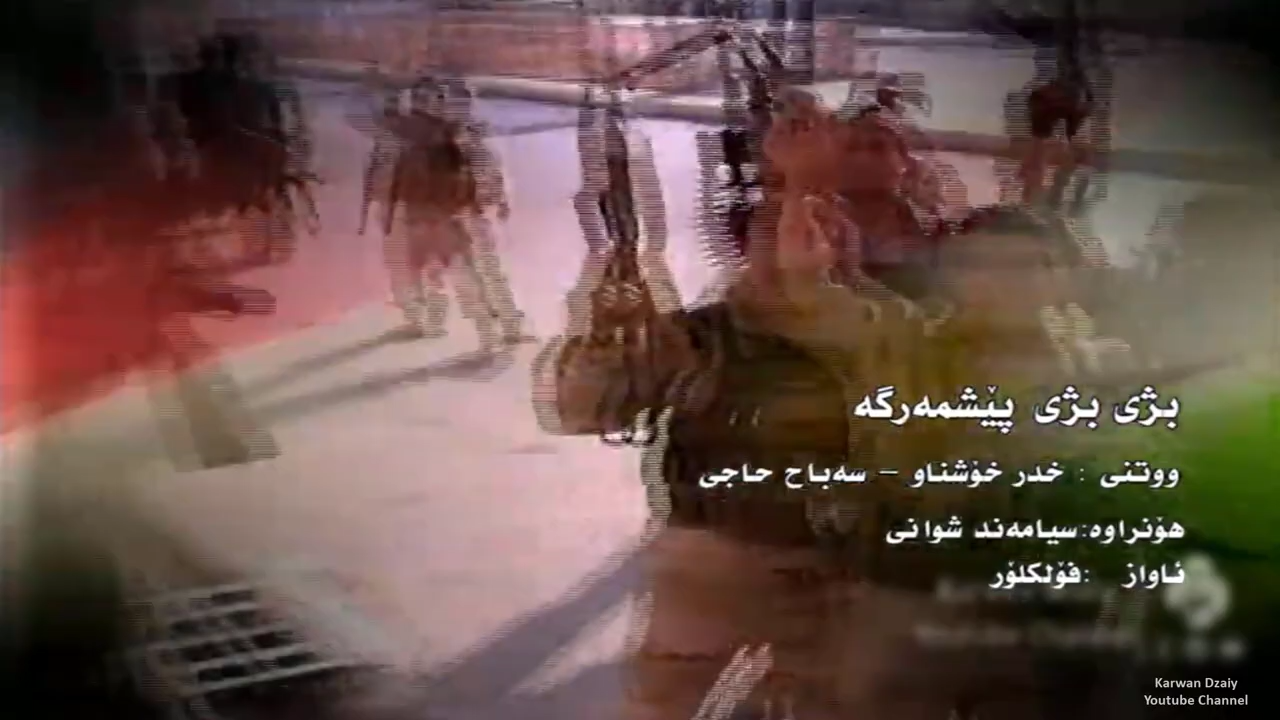 بژی بژی پێشمەرگە
ووتنی : خدر خۆشناو – سەباح حاجی
هۆنراوە:سیامەند شوانی
ئاواز :فۆلکلۆر
Karwan Dzaiy
Youtube Channel